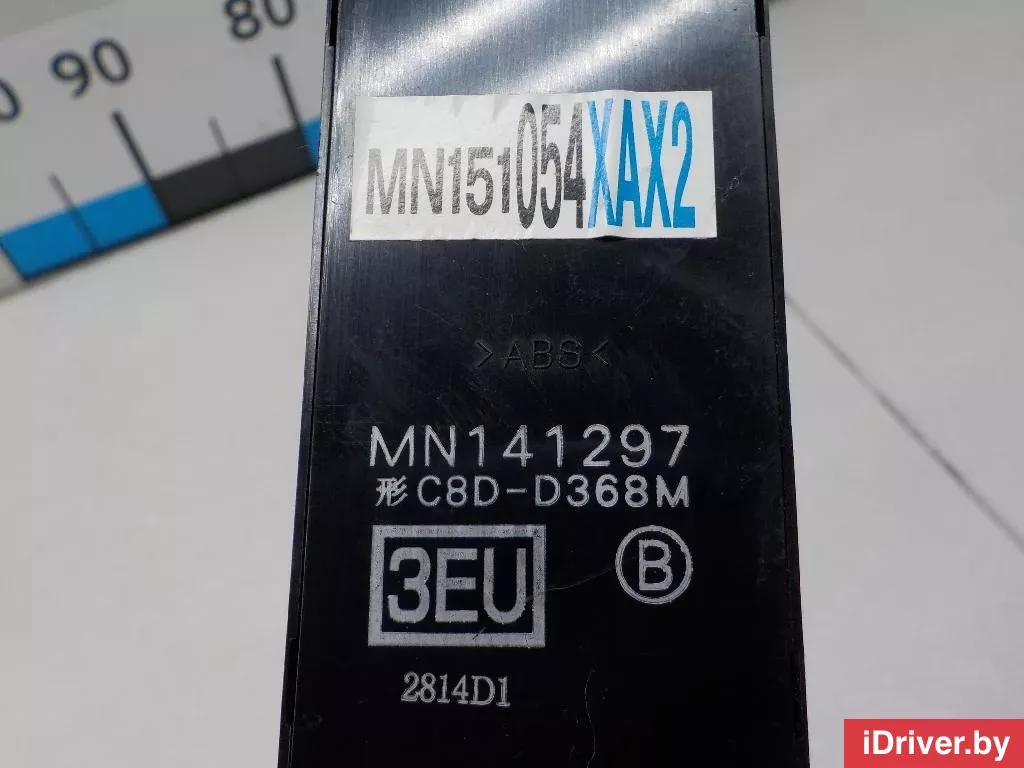 90 80
MN151054XAX2
>ABS<
MN141297
形 C8D-D368M
3EU B
2814D1
iDriver.by